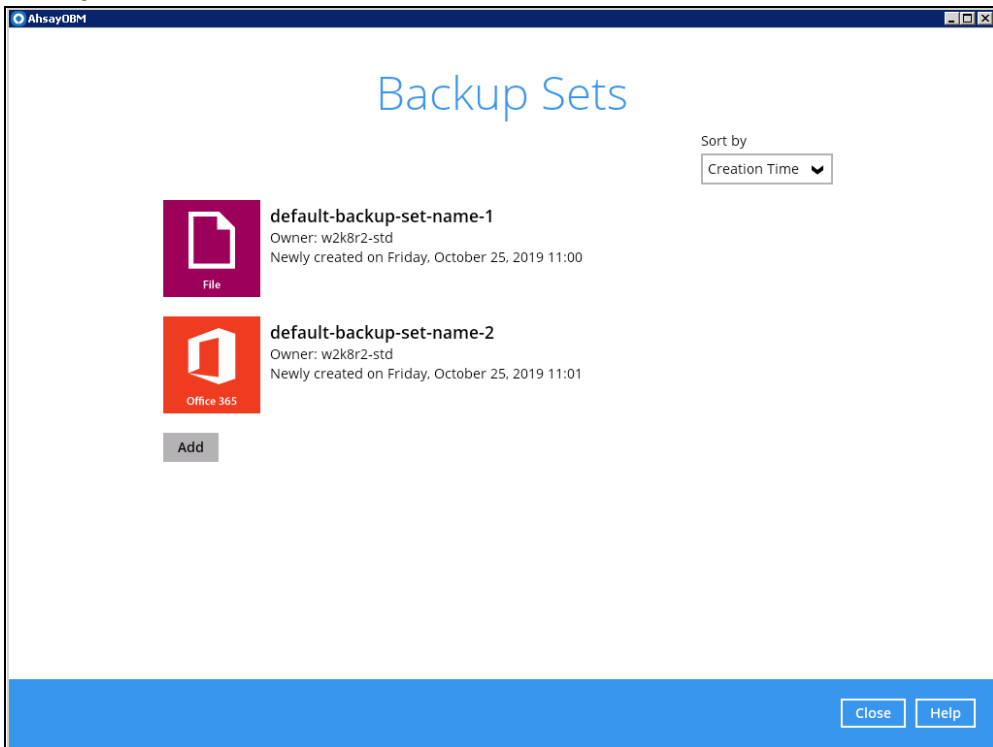 AhsayOBM
Backup Sets
Sort by
Creation Time
default-backup-set-name-1
Owner: w2k8r2-std
Newly created on Friday, October 25, 2019 11:00
File
default-backup-set-name-2
Owner: w2k8r2-std
Newly created on Friday, October 25, 2019 11:01
Office 365
Add
Close Help